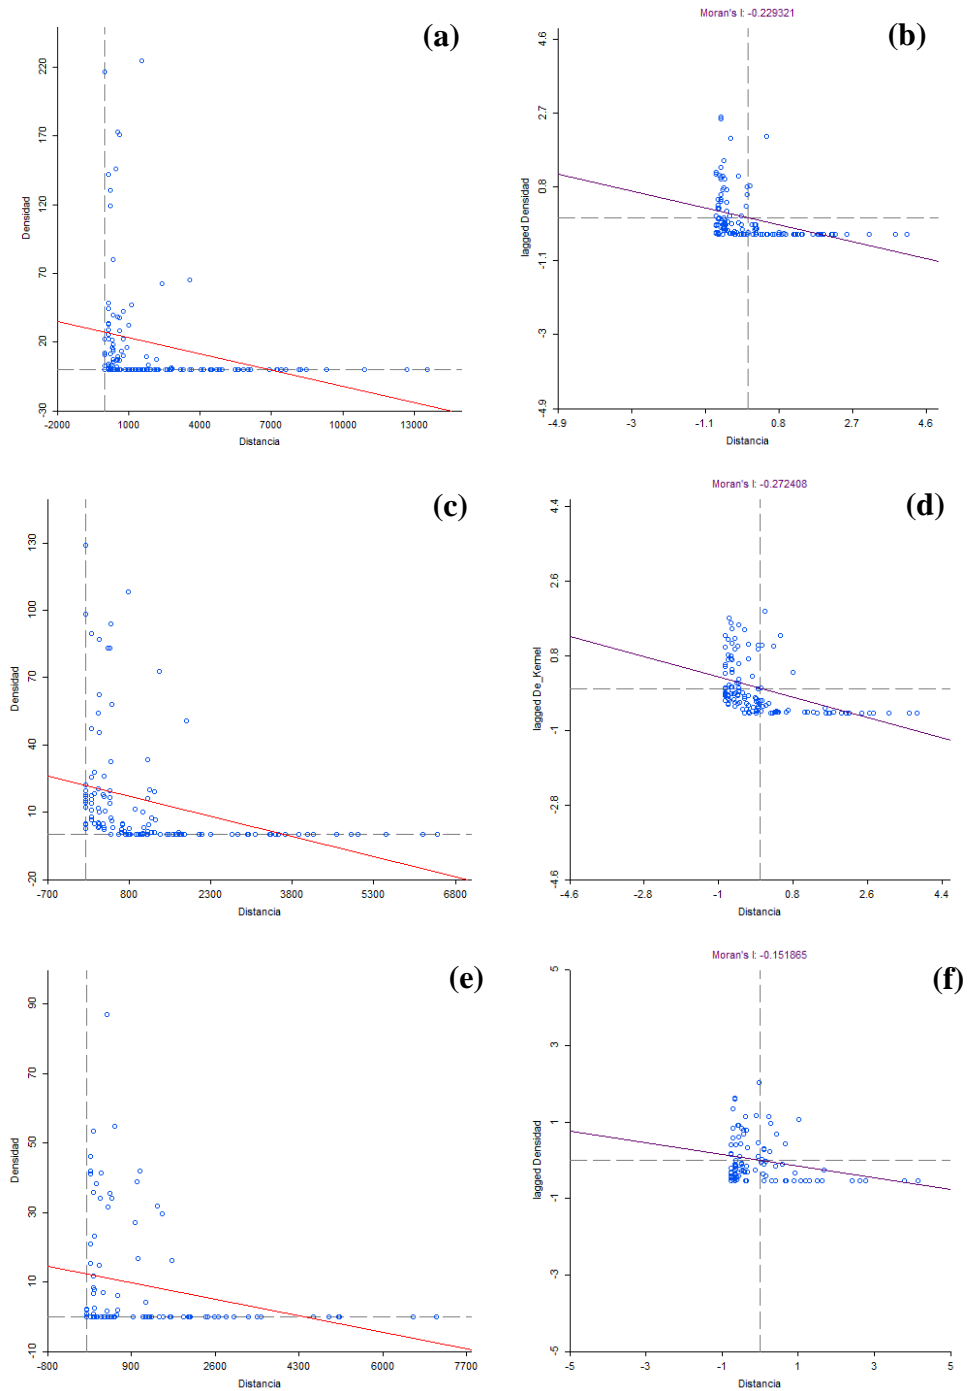 (a)
220
170
120
70
20
-30
Densidad
-2000 1000 4000 7000 10000 13000
Distancia
Moran's I: -0.229321
(b)
4.6
2.7
0.8
-1.1
-3
-4.9
lagged Densidad
-4.9 -3 -1.1 0.8 2.7 4.6
Distancia
(c)
130
100
70
40
10
-20
Densidad
-700 800 2300 3800 5300 6800
Distancia
Moran's I: -0.272408
(d)
4.4
2.6
0.8
-1
-2.8
-4.6
lagged De_Kernel
-4.6 -2.8 -1 0.8 2.6 4.4
Distancia
(e)
90
70
50
30
10
-10
Densidad
-800 900 2600 4300 6000 7700
Distancia
Moran's I: -0.151865
(f)
5
3
1
-1
-3
-5
lagged Densidad
-5 -3 -1 1 3 5
Distancia